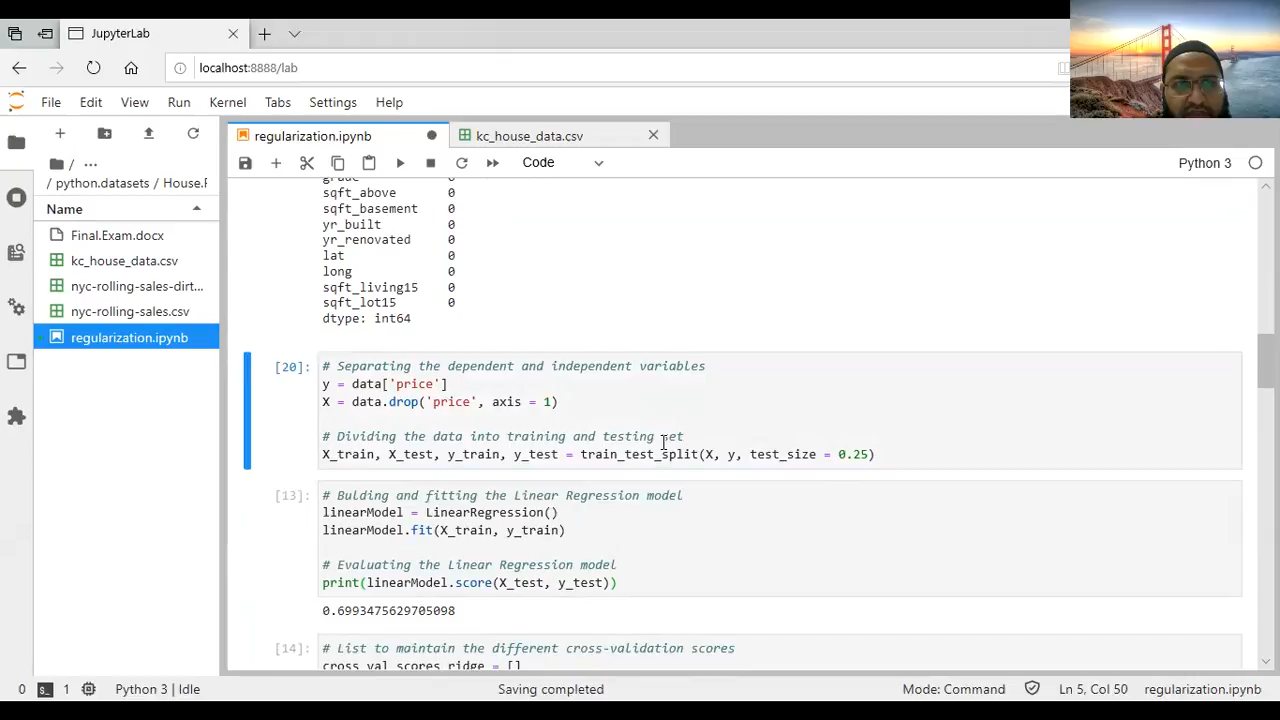 JupyterLab
localhost:8888/lab
File Edit View Run Kernel Tabs Settings Help
regularization.ipynb
kc_house_data.csv
Code
Python 3
/ ...
/ python.datasets / House.F
Name
Final.Exam.docx
kc_house_data.csv
nyc-rolling-sales-dirt...
nyc-rolling-sales.csv
regularization.ipynb
grade 0
sqft_above 0
sqft_basement 0
yr_built 0
yr_renovated 0
lat 0
long 0
sqft_living15 0
sqft_lot15 0
dtype: int64
[20]: # Separating the dependent and independent variables
y = data['price']
X = data.drop('price', axis = 1)
# Dividing the data into training and testing set
X_train, X_test, y_train, y_test = train_test_split(X, y, test_size = 0.25)
[13]: # Bulding and fitting the Linear Regression model
linearModel = LinearRegression()
linearModel.fit(X_train, y_train)
# Evaluating the Linear Regression model
print(linearModel.score(X_test, y_test))
0.6993475629705098
[14]: # List to maintain the different cross-validation scores
cross_val_scores_ridge = []
0 1 Python 3 | Idle Saving completed Mode: Command Ln 5, Col 50 regularization.ipynb